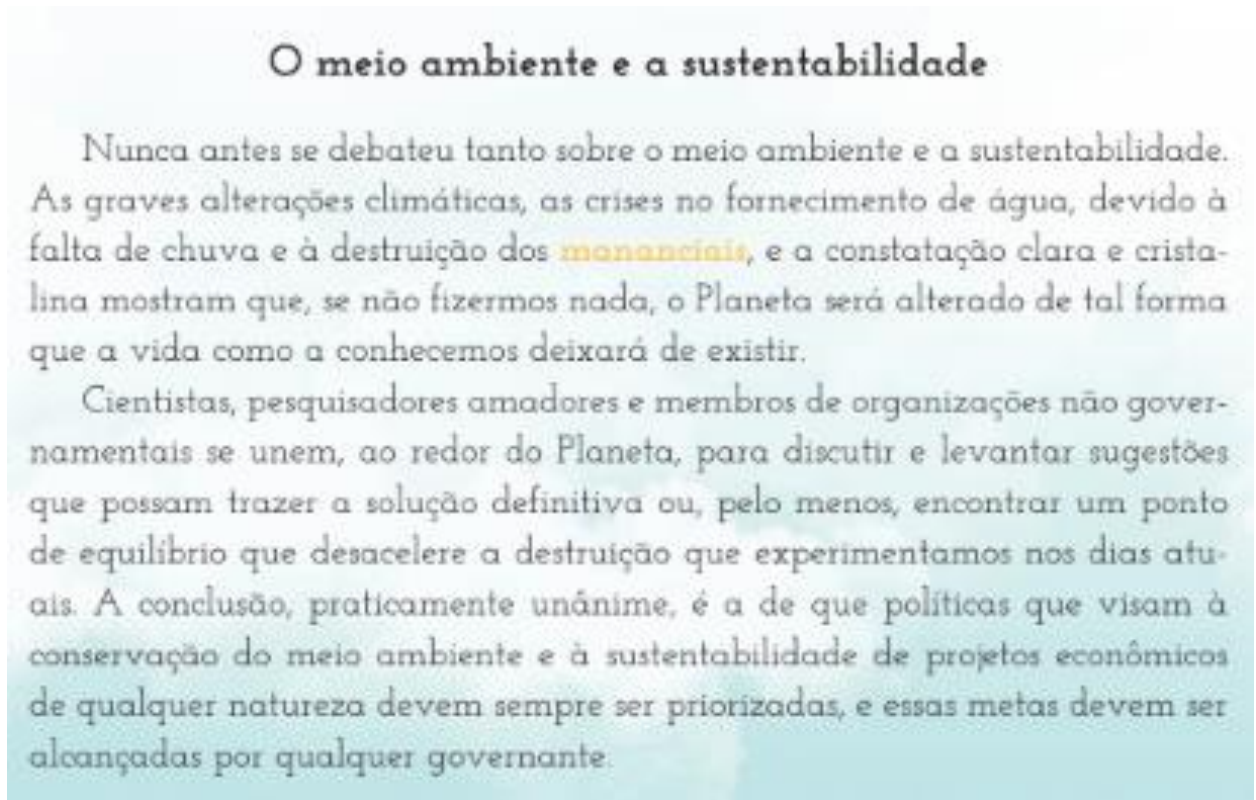 O meio ambiente e a sustentabilidade
Nunca antes se debateu tanto sobre o meio ambiente e a sustentabilidade.
As graves alterações climáticas, as crises no fornecimento de água, devido à
falta de chuva e à destruição dos mananciais, e a constatação clara e crista-
lina mostram que, se não fizermos nada, o Planeta será alterado de tal forma
que a vida como a conhecemos deixará de existir.
Cientistas, pesquisadores amadores e membros de organizações não gover-
namentais se unem, ao redor do Planeta, para discutir e levantar sugestões
que possam trazer a solução definitiva ou, pelo menos, encontrar um ponto
de equilíbrio que desacelere a destruição que experimentamos nos dias atu-
ais. A conclusão, praticamente unânime, é a de que políticas que visam à
conservação do meio ambiente e à sustentabilidade de projetos econômicos
de qualquer natureza devem sempre ser priorizadas, e essas metas devem ser
alcançadas por qualquer governante.